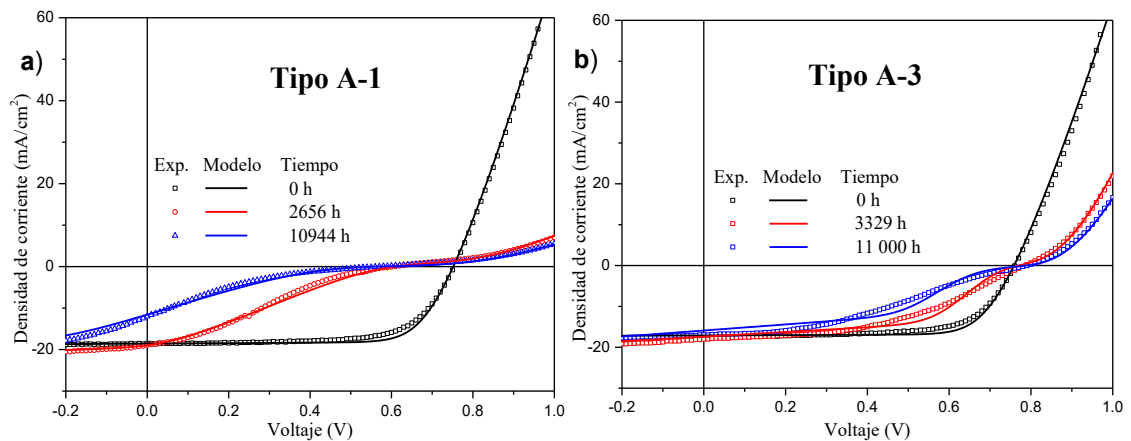 a)
Tipo A-1
Densidad de corriente (mA/cm²)
60
40
20
0
-20
Exp. Modelo Tiempo
0 h
2656 h
10944 h
-0.2 0.0 0.2 0.4 0.6 0.8 1.0
Voltaje (V)
b)
Tipo A-3
Densidad de corriente (mA/cm²)
60
40
20
0
-20
Exp. Modelo Tiempo
0 h
3329 h
11 000 h
-0.2 0.0 0.2 0.4 0.6 0.8 1.0
Voltaje (V)